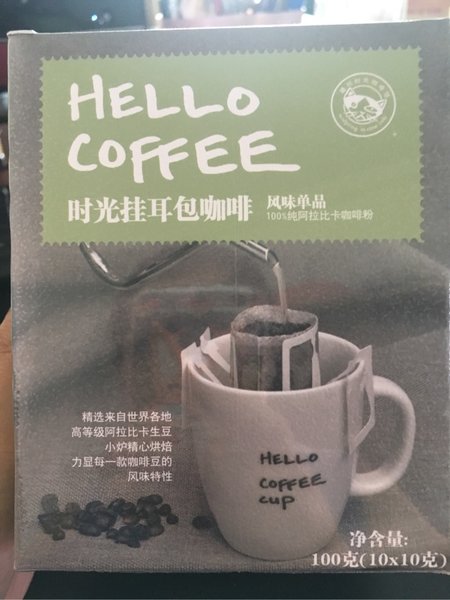 HELLO
COFFEE
时光挂耳包咖啡
风味单品
100%纯阿拉比卡咖啡粉
精选来自世界各地
高等级阿拉比卡生豆
小炉精心烘焙
力显每一款咖啡豆的
风味特性
HELLO
COFFEE
CUP
净含量:
100克(10x10克)